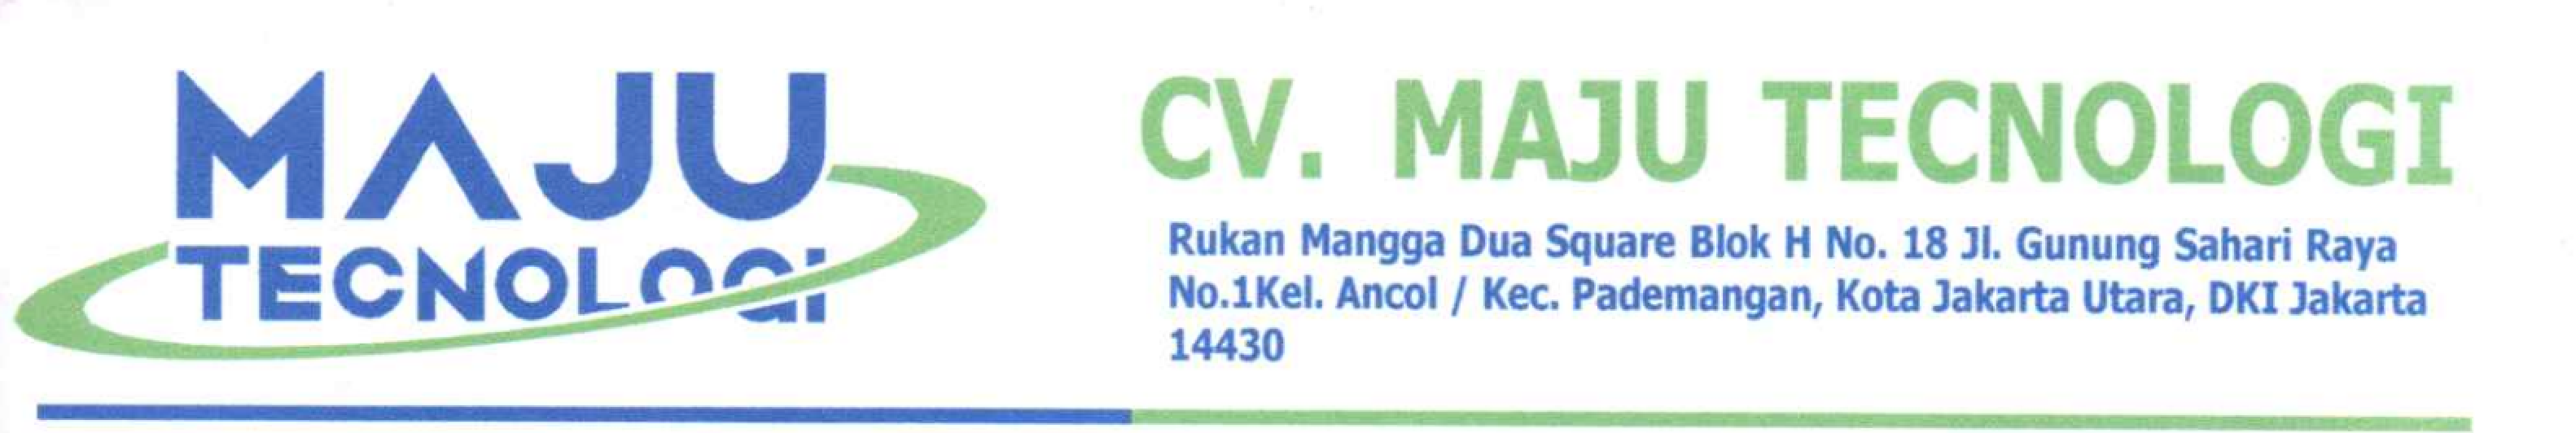 MAJU
TECNOLOGI
CV. MAJU TECNOLOGI
Rukan Mangga Dua Square Blok H No. 18 Jl. Gunung Sahari Raya
No.1Kel. Ancol / Kec. Pademangan, Kota Jakarta Utara, DKI Jakarta
14430